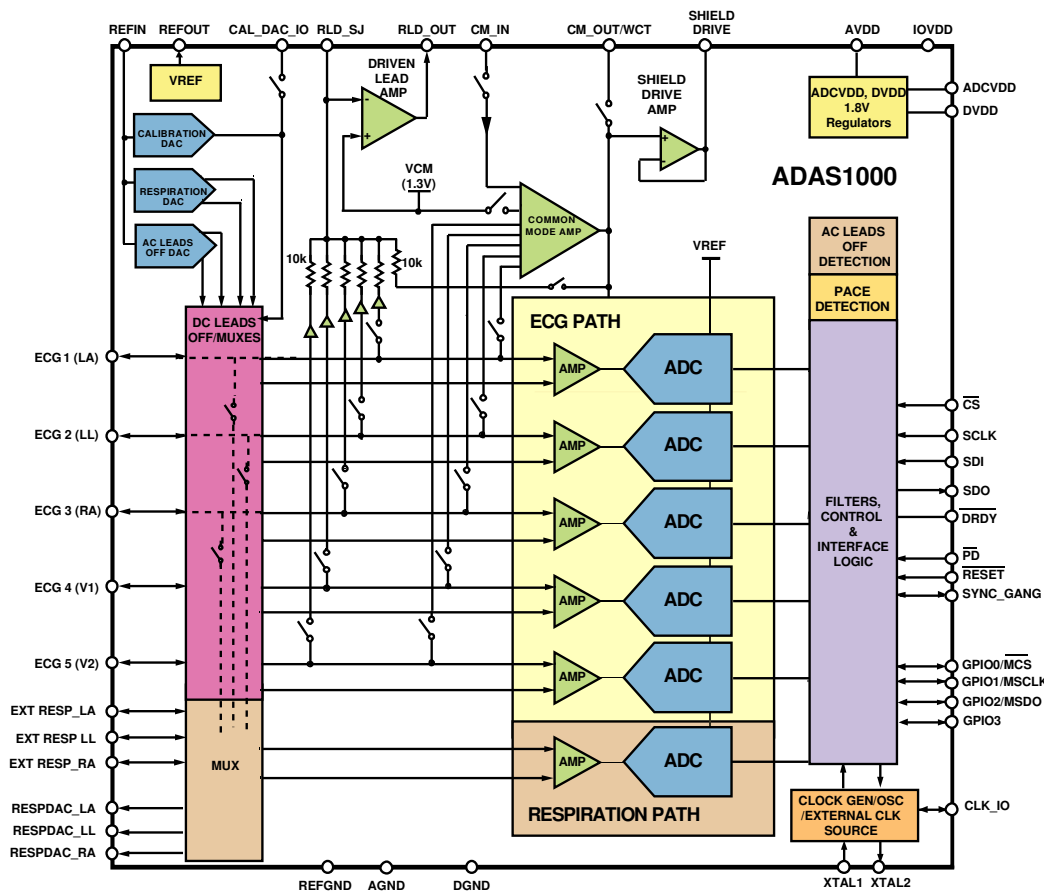 REFIN
REFOUT
CAL_DAC_IO
RLD_SJ
RLD_OUT
CM_IN
CM_OUT/WCT
SHIELD
DRIVE
AVDD
IOVDD
VREF
DRIVEN
LEAD
AMP
-
+
SHIELD
DRIVE
AMP
+
-
ADCVDD, DVDD
1.8V
Regulators
ADCVDD
DVDD
CALIBRATION
DAC
RESPIRATION
DAC
AC LEADS
OFF DAC
VCM
(1.3V)
COMMON
MODE AMP
ADAS1000
VREF
10k
10k
AC LEADS
OFF
DETECTION
PACE
DETECTION
DC LEADS
OFF/MUXES
ECG PATH
AMP
ADC
AMP
ADC
AMP
ADC
AMP
ADC
AMP
ADC
AMP
ADC
RESPIRATION PATH
FILTERS,
CONTROL
&
INTERFACE
LOGIC
ECG 1 (LA)
ECG 2 (LL)
ECG 3 (RA)
ECG 4 (V1)
ECG 5 (V2)
EXT RESP_LA
EXT RESP LL
EXT RESP_RA
RESPDAC_LA
RESPDAC_LL
RESPDAC_RA
MUX
CS
SCLK
SDI
SDO
DRDY
PD
RESET
SYNC_GANG
GPIO0/MCS
GPIO1/MSCLK
GPIO2/MSDO
GPIO3
CLOCK GEN/OSC
/EXTERNAL CLK
SOURCE
CLK_IO
REFGND
AGND
DGND
XTAL1
XTAL2